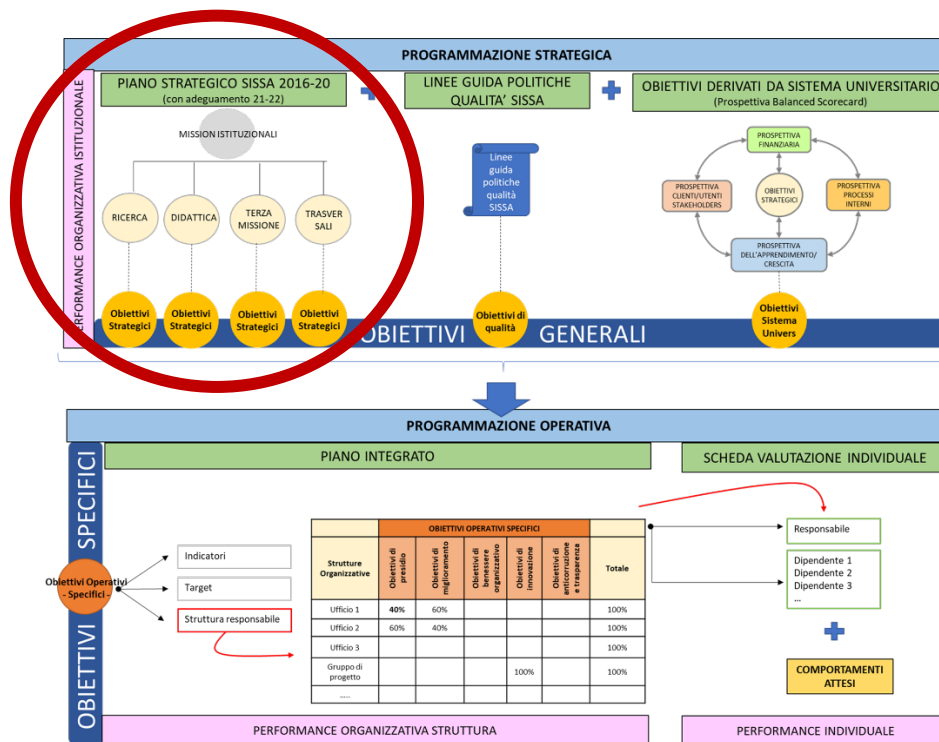 PROGRAMMAZIONE STRATEGICA
PERFORMANCE ORGANIZZATIVA ISTITUZIONALE
PIANO STRATEGICO SISSA 2016-20
(con adeguamento 21-22)
LINEE GUIDA POLITICHE
QUALITA’ SISSA
OBIETTIVI DERIVATI DA SISTEMA UNIVERSITARIO
(Prospettiva Balanced Scorecard)
MISSION ISTITUZIONALI
RICERCA
DIDATTICA
TERZA
MISSIONE
TRASVER
SALI
Linee
guida
politiche
qualità
SISSA
PROSPETTIVA
FINANZIARIA
PROSPETTIVA
CLIENTI/UTENTI
STAKEHOLDERS
OBIETTIVI
STRATEGICI
PROSPETTIVA
PROCESSI
INTERNI
PROSPETTIVA
DELL'APPRENDIMENTO/
CRESCITA
Obiettivi
Strategici
Obiettivi
Strategici
Obiettivi
Strategici
Obiettivi
Strategici
Obiettivi di
qualità
Obiettivi
Sistema
Univers
OBIETTIVI GENERALI
PROGRAMMAZIONE OPERATIVA
OBIETTIVI SPECIFICI
PIANO INTEGRATO
SCHEDA VALUTAZIONE INDIVIDUALE
Obiettivi Operativi
- Specifici -
Indicatori
Target
Struttura responsabile
OBIETTIVI OPERATIVI SPECIFICI
Strutture
Organizzative
Obiettivi di
presidio
Obiettivi di
miglioramento
Obiettivi di
benessere
organizzativo
Obiettivi di
innovazione
Obiettivi di
anticorruzione
e trasparenza
Totale
Ufficio 1 40% 60% 100%
Ufficio 2 60% 40% 100%
Ufficio 3 100%
Gruppo di
progetto 100% 100%
.....
Responsabile
Dipendente 1
Dipendente 2
Dipendente 3
…
COMPORTAMENTI
ATTESI
PERFORMANCE ORGANIZZATIVA STRUTTURA
PERFORMANCE INDIVIDUALE